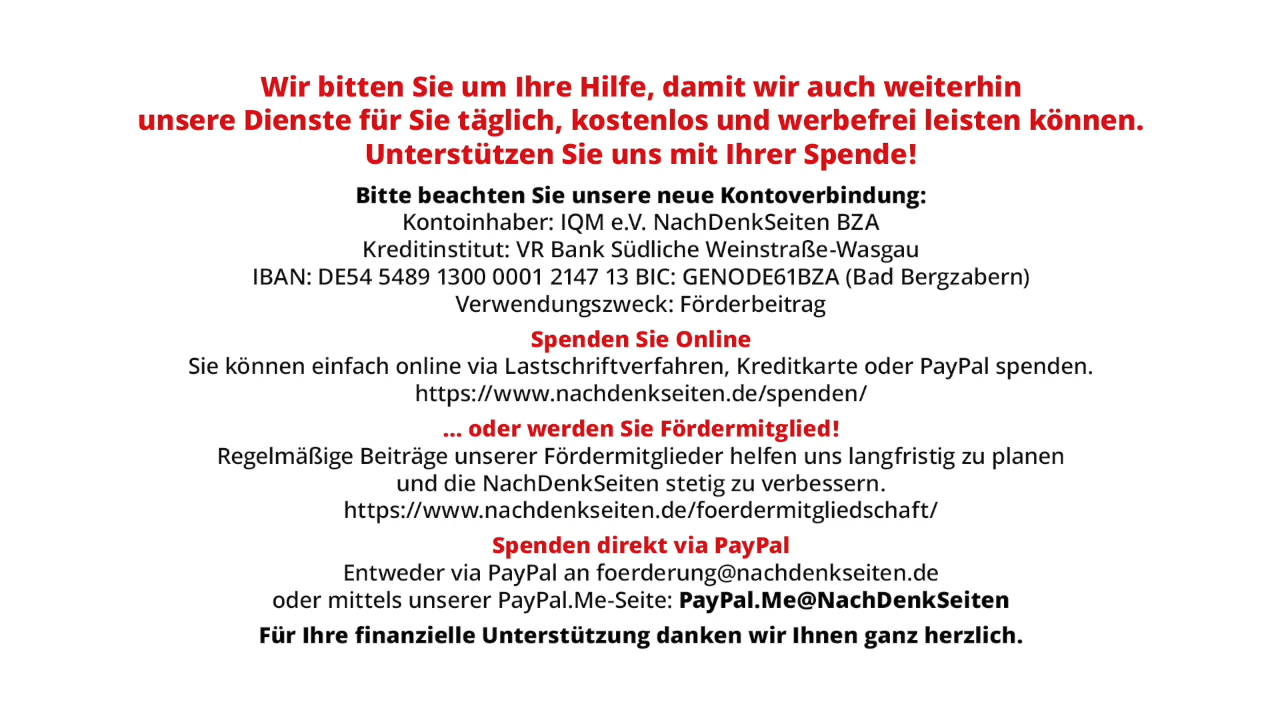 Wir bitten Sie um Ihre Hilfe, damit wir auch weiterhin
unsere Dienste für Sie täglich, kostenlos und werbefrei leisten können.
Unterstützen Sie uns mit Ihrer Spende!
Bitte beachten Sie unsere neue Kontoverbindung:
Kontoinhaber: IQM e.V. NachDenkSeiten BZA
Kreditinstitut: VR Bank Südliche Weinstraße-Wasgau
IBAN: DE54 5489 1300 0001 2147 13 BIC: GENODE61BZA (Bad Bergzabern)
Verwendungszweck: Förderbeitrag
Spenden Sie Online
Sie können einfach online via Lastschriftverfahren, Kreditkarte oder PayPal spenden.
https://www.nachdenkseiten.de/spenden/
... oder werden Sie Fördermitglied!
Regelmäßige Beiträge unserer Fördermitglieder helfen uns langfristig zu planen
und die NachDenkSeiten stetig zu verbessern.
https://www.nachdenkseiten.de/foerdermitgliedschaft/
Spenden direkt via PayPal
Entweder via PayPal an foerderung@nachdenkseiten.de
oder mittels unserer PayPal.Me-Seite: PayPal.Me@NachDenkSeiten
Für Ihre finanzielle Unterstützung danken wir Ihnen ganz herzlich.